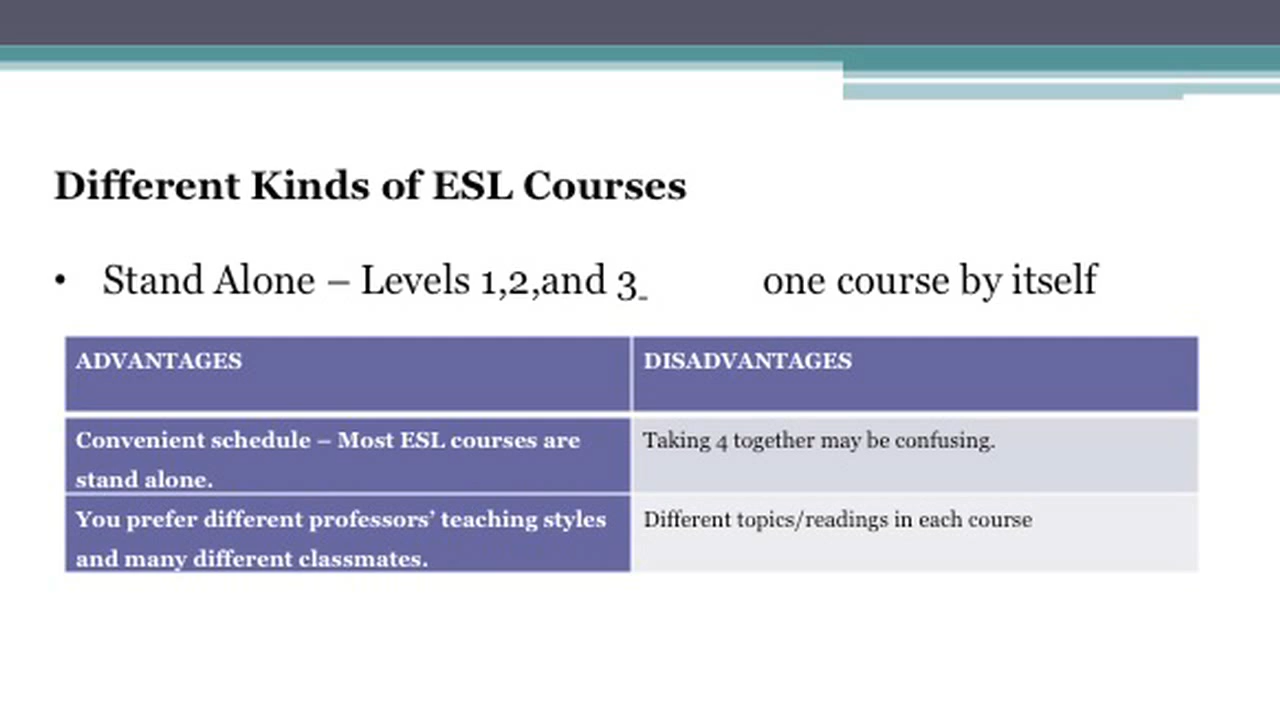 Different Kinds of ESL Courses
• Stand Alone – Levels 1,2,and 3_ one course by itself
ADVANTAGES DISADVANTAGES
Convenient schedule – Most ESL courses are
stand alone.
Taking 4 together may be confusing.
You prefer different professors’ teaching styles
and many different classmates.
Different topics/readings in each course